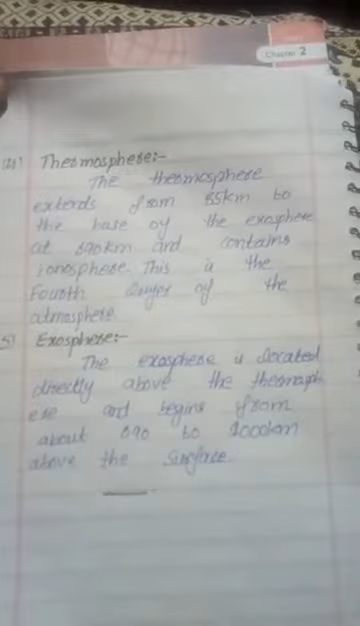 Chapter 2
(4) Thermosphere:-
The thermosphere
extends from 85km to
the base of the exosphere
at 690km and contains
ionosphere. This is the
Fourth layer of the
atmosphere.
5) Exosphere:-
The exosphere is located
directly above the thermosph
ere and begins from
about 690 to 1000km
above the Surface.